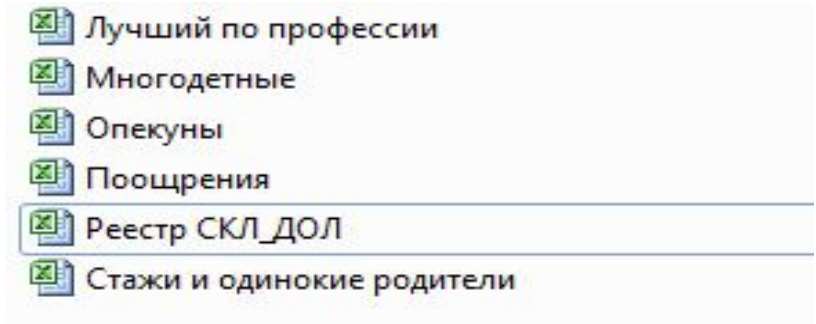 Лучший по профессии
Многодетные
Опекуны
Поощрения
Реестр СКЛ_ДОЛ
Стажи и одинокие родители